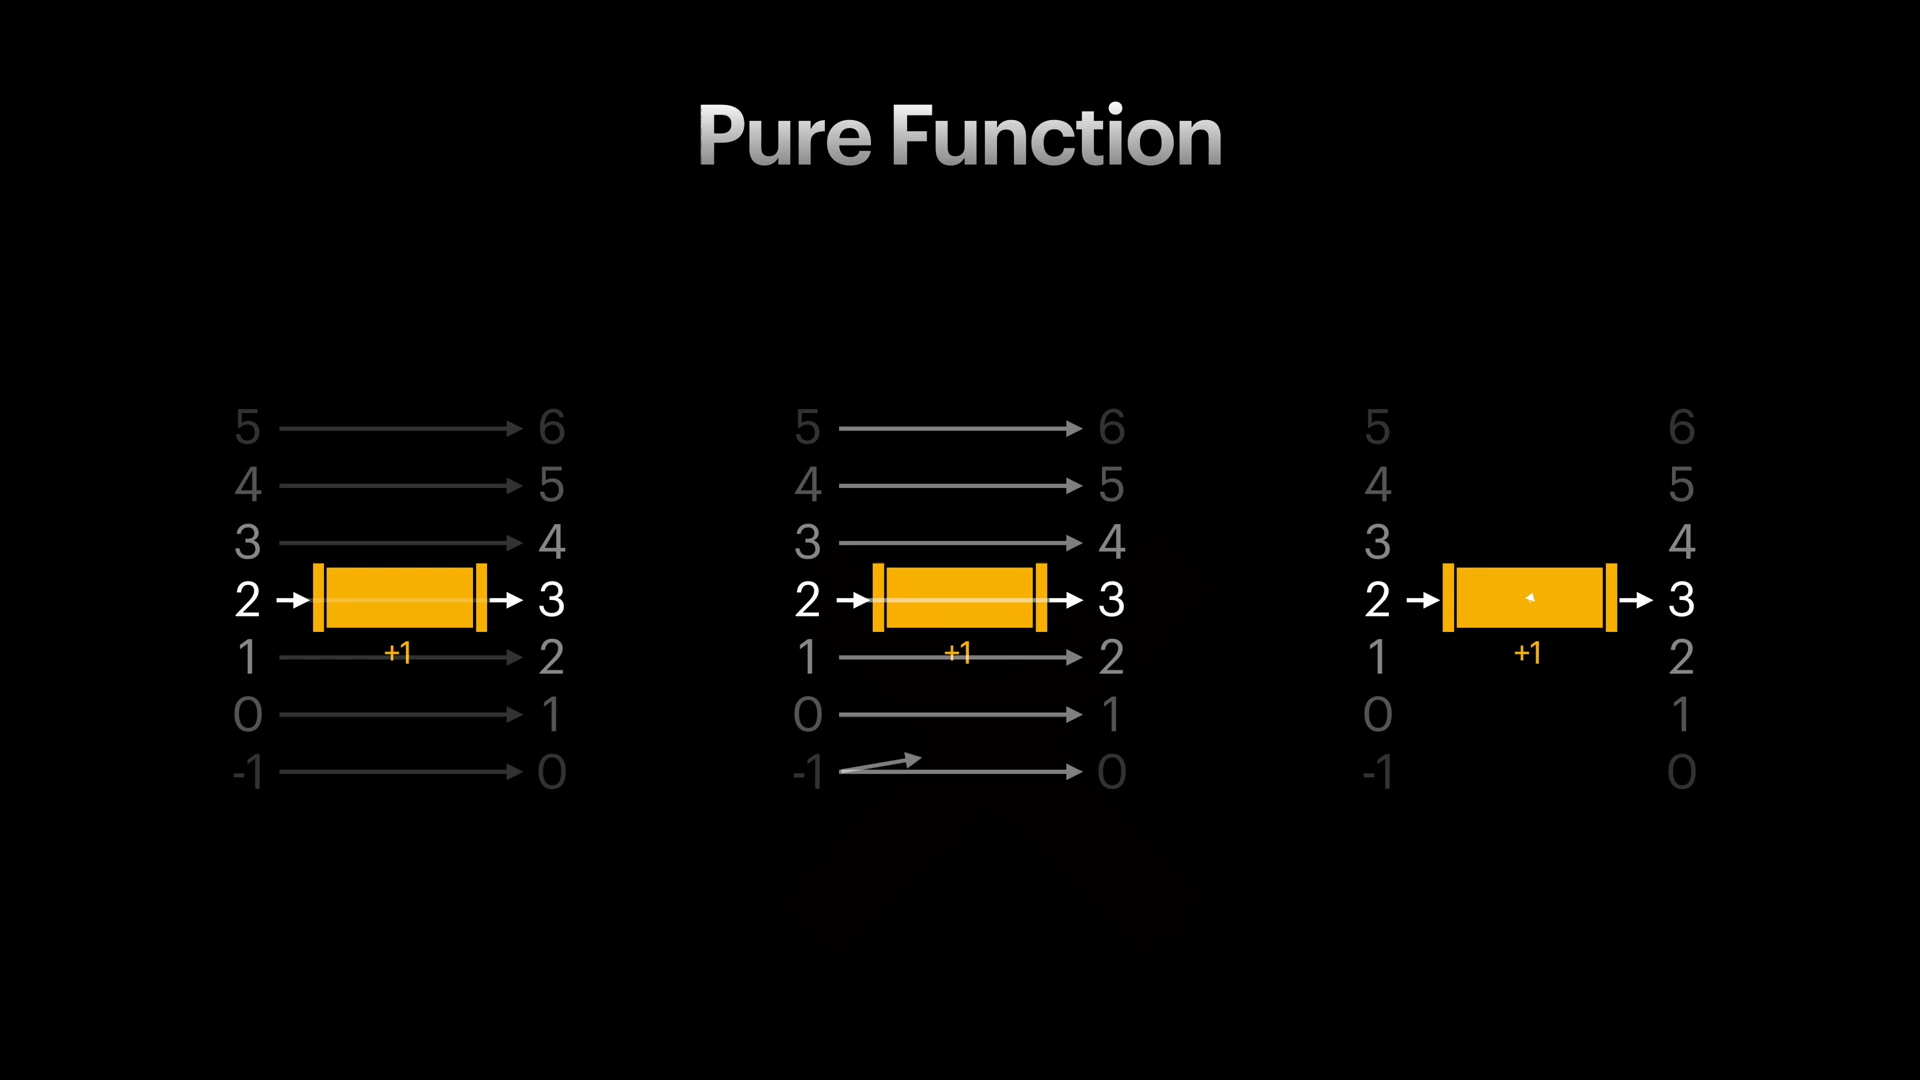 Pure Function
5 6 5 6 5 6
4 5 4 5 4 5
3 4 3 4 3 4
2 3 2 3 2 3
+1 +1 +1
1 2 1 2 1 2
0 1 0 1 0 1
-1 0 -1 0 -1 0